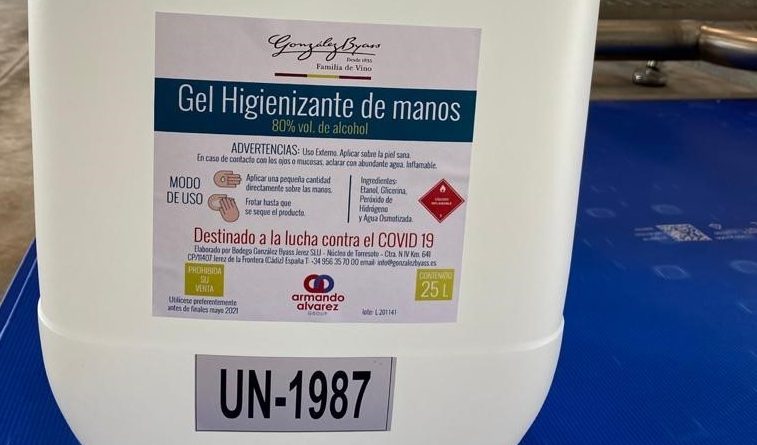 González Byass
Desde 1835
Familia de Vino
Gel Higienizante de manos
80% vol. de alcohol
ADVERTENCIAS: Uso Externo. Aplicar sobre la piel sana.
En caso de contacto con los ojos o mucosas, aclarar con abundante agua. Inflamable.
MODO
DE USO
Aplicar una pequeña cantidad
directamente sobre las manos.
Frotar hasta que
se seque el producto.
Ingredientes:
Etanol, Glicerina,
Peróxido de
Hidrógeno
y Agua Osmotizada.
Destinado a la lucha contra el COVID 19
Elaborado por Bodega González Byass Jerez SLU - Núcleo de Torresoto - Ctra. N IV Km. 641
CP/11407 Jerez de la Frontera (Cádiz) España T. +34 956 35 70 00 email: info@gonzalezbyass.es
PROHIBIDA
SU
VENTA
Utilícese preferentemente
antes de finales mayo 2021
armando
alvarez
GROUP
lote: L 201141
CONTENIDO
25 L
UN-1987